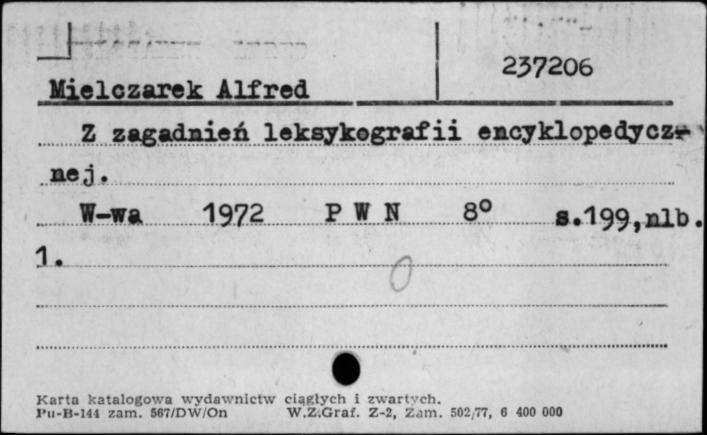 237206
Mielczarek Alfred
Z zagadnień leksykografii encyklopedycz-
nej.
W-wa 1972 P W N 8° s.199,nlb.
1.
0
Karta katalogowa wydawnictw ciągłych i zwartych.
Pu-B-144 zam. 567/DW/On W.Z.Graf. Z-2, Zam. 502/77, 6 400 000